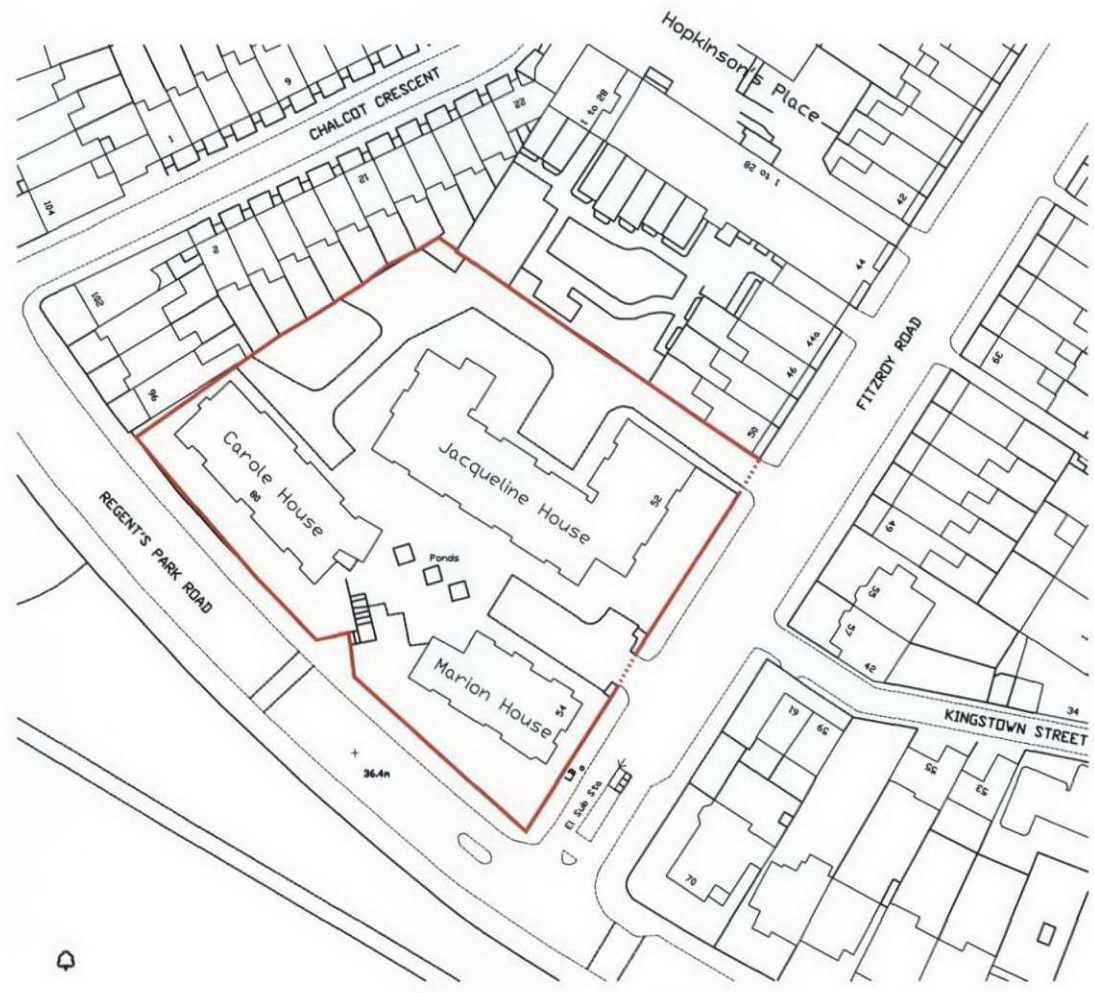 Hopkinson's Place
9
CHALCOT CRESCENT
1
22
1 to 28
1 to 28
12
104
42
2
102
44
44a
46
39
FITZROY ROAD
96
50
Carole House
80
Jacqueline House
52
49
REGENT'S PARK ROAD
Ponds
55
57
42
Marion House
54
34
KINGSTOWN STREET
61
59
55
53
36.4m
LB
El Sub Sta
70